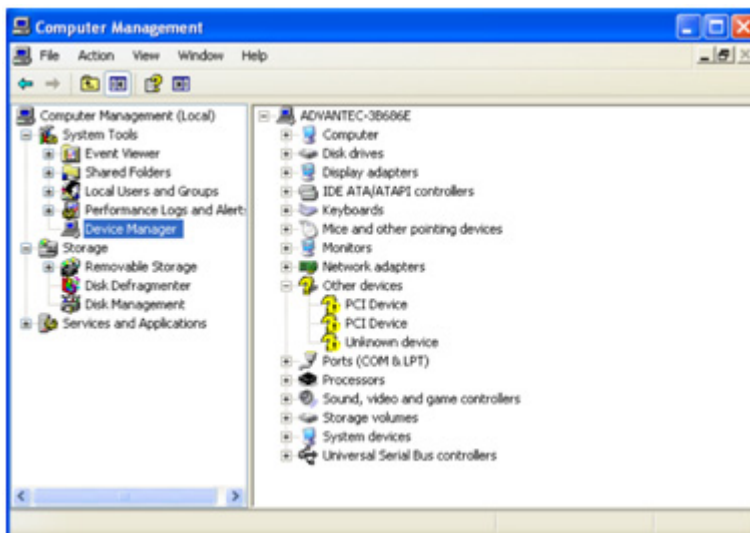 Computer Management
File Action View Window Help
Computer Management (Local)
System Tools
Event Viewer
Shared Folders
Local Users and Groups
Performance Logs and Alert
Device Manager
Storage
Removable Storage
Disk Defragmenter
Disk Management
Services and Applications
ADVANTEC-3B686E
Computer
Disk drives
Display adapters
IDE ATA/ATAPI controllers
Keyboards
Mice and other pointing devices
Monitors
Network adapters
Other devices
PCI Device
PCI Device
Unknown device
Ports (COM & LPT)
Processors
Sound, video and game controllers
Storage volumes
System devices
Universal Serial Bus controllers